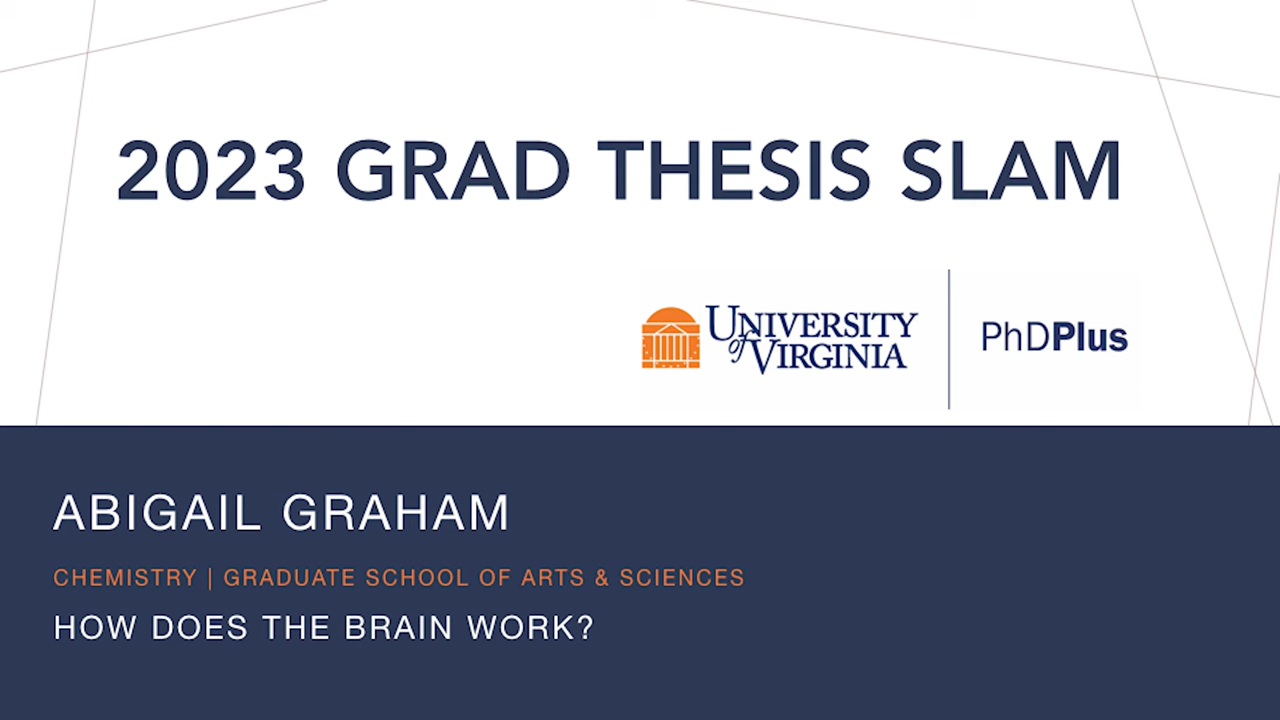 2023 GRAD THESIS SLAM
UNIVERSITY
of VIRGINIA
PhDPlus
ABIGAIL GRAHAM
CHEMISTRY | GRADUATE SCHOOL OF ARTS & SCIENCES
HOW DOES THE BRAIN WORK?